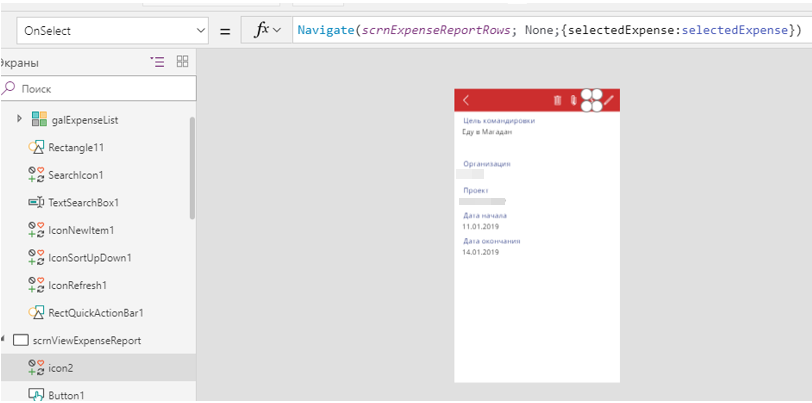 OnSelect = fx Navigate(scrnExpenseReportRows; None;{selectedExpense:selectedExpense})
Экраны
Поиск
galExpenseList
Rectangle11
SearchIcon1
TextSearchBox1
IconNewItem1
IconSortUpDown1
IconRefresh1
RectQuickActionBar1
scrnViewExpenseReport
icon2
Button1
Цель командировки
Еду в Магадан
Организация
Проект
Дата начала
11.01.2019
Дата окончания
14.01.2019